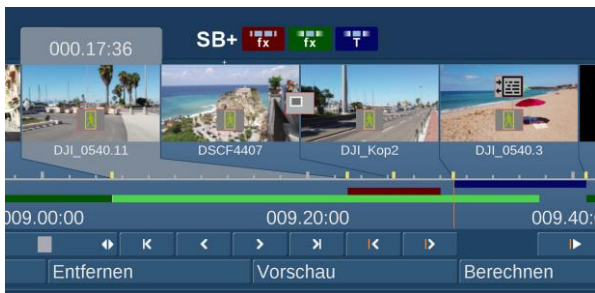 000.17:36 SB+ fx fx T
DJI_0540.11 DSCF4407 DJI_Kop2 DJI_0540.3
009.00:00 009.20:00 009.40:
Entfernen Vorschau Berechnen